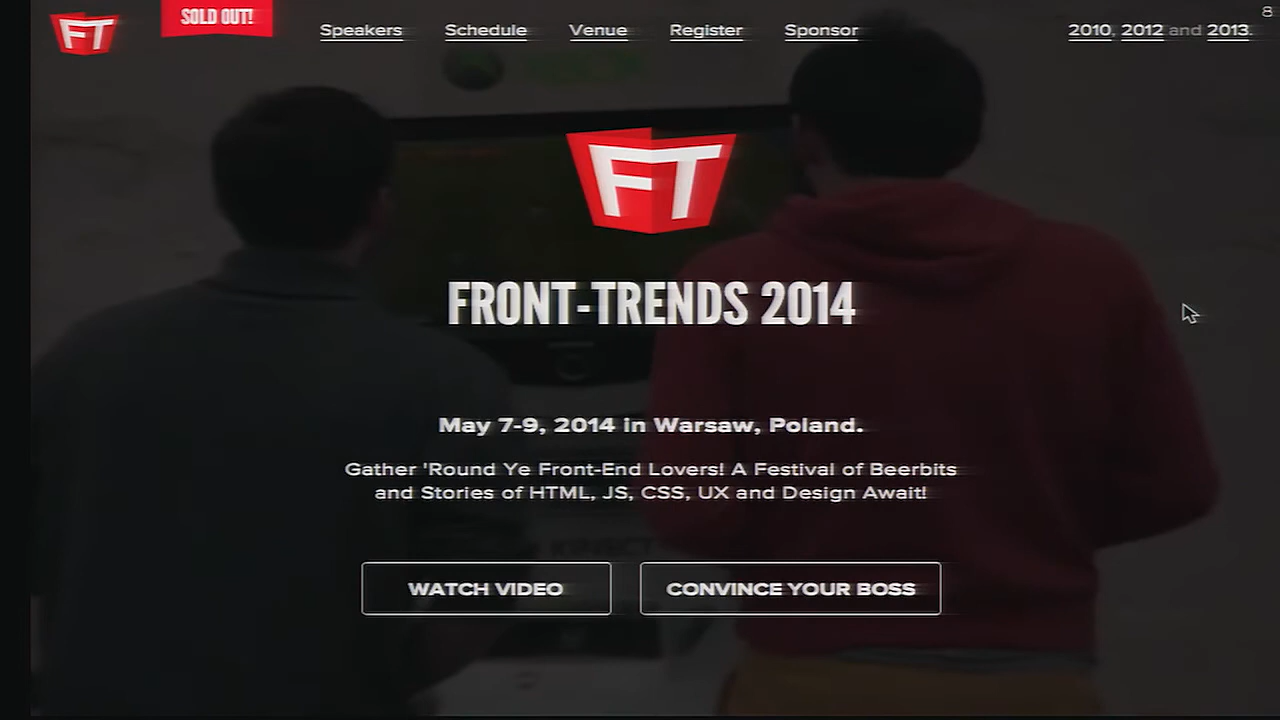 FT
SOLD OUT!
Speakers
Schedule
Venue
Register
Sponsor
2010, 2012 and 2013.
8
FT
FRONT-TRENDS 2014
May 7-9, 2014 in Warsaw, Poland.
Gather 'Round Ye Front-End Lovers! A Festival of Beerbits
and Stories of HTML, JS, CSS, UX and Design Await!
KINECT
WATCH VIDEO
CONVINCE YOUR BOSS